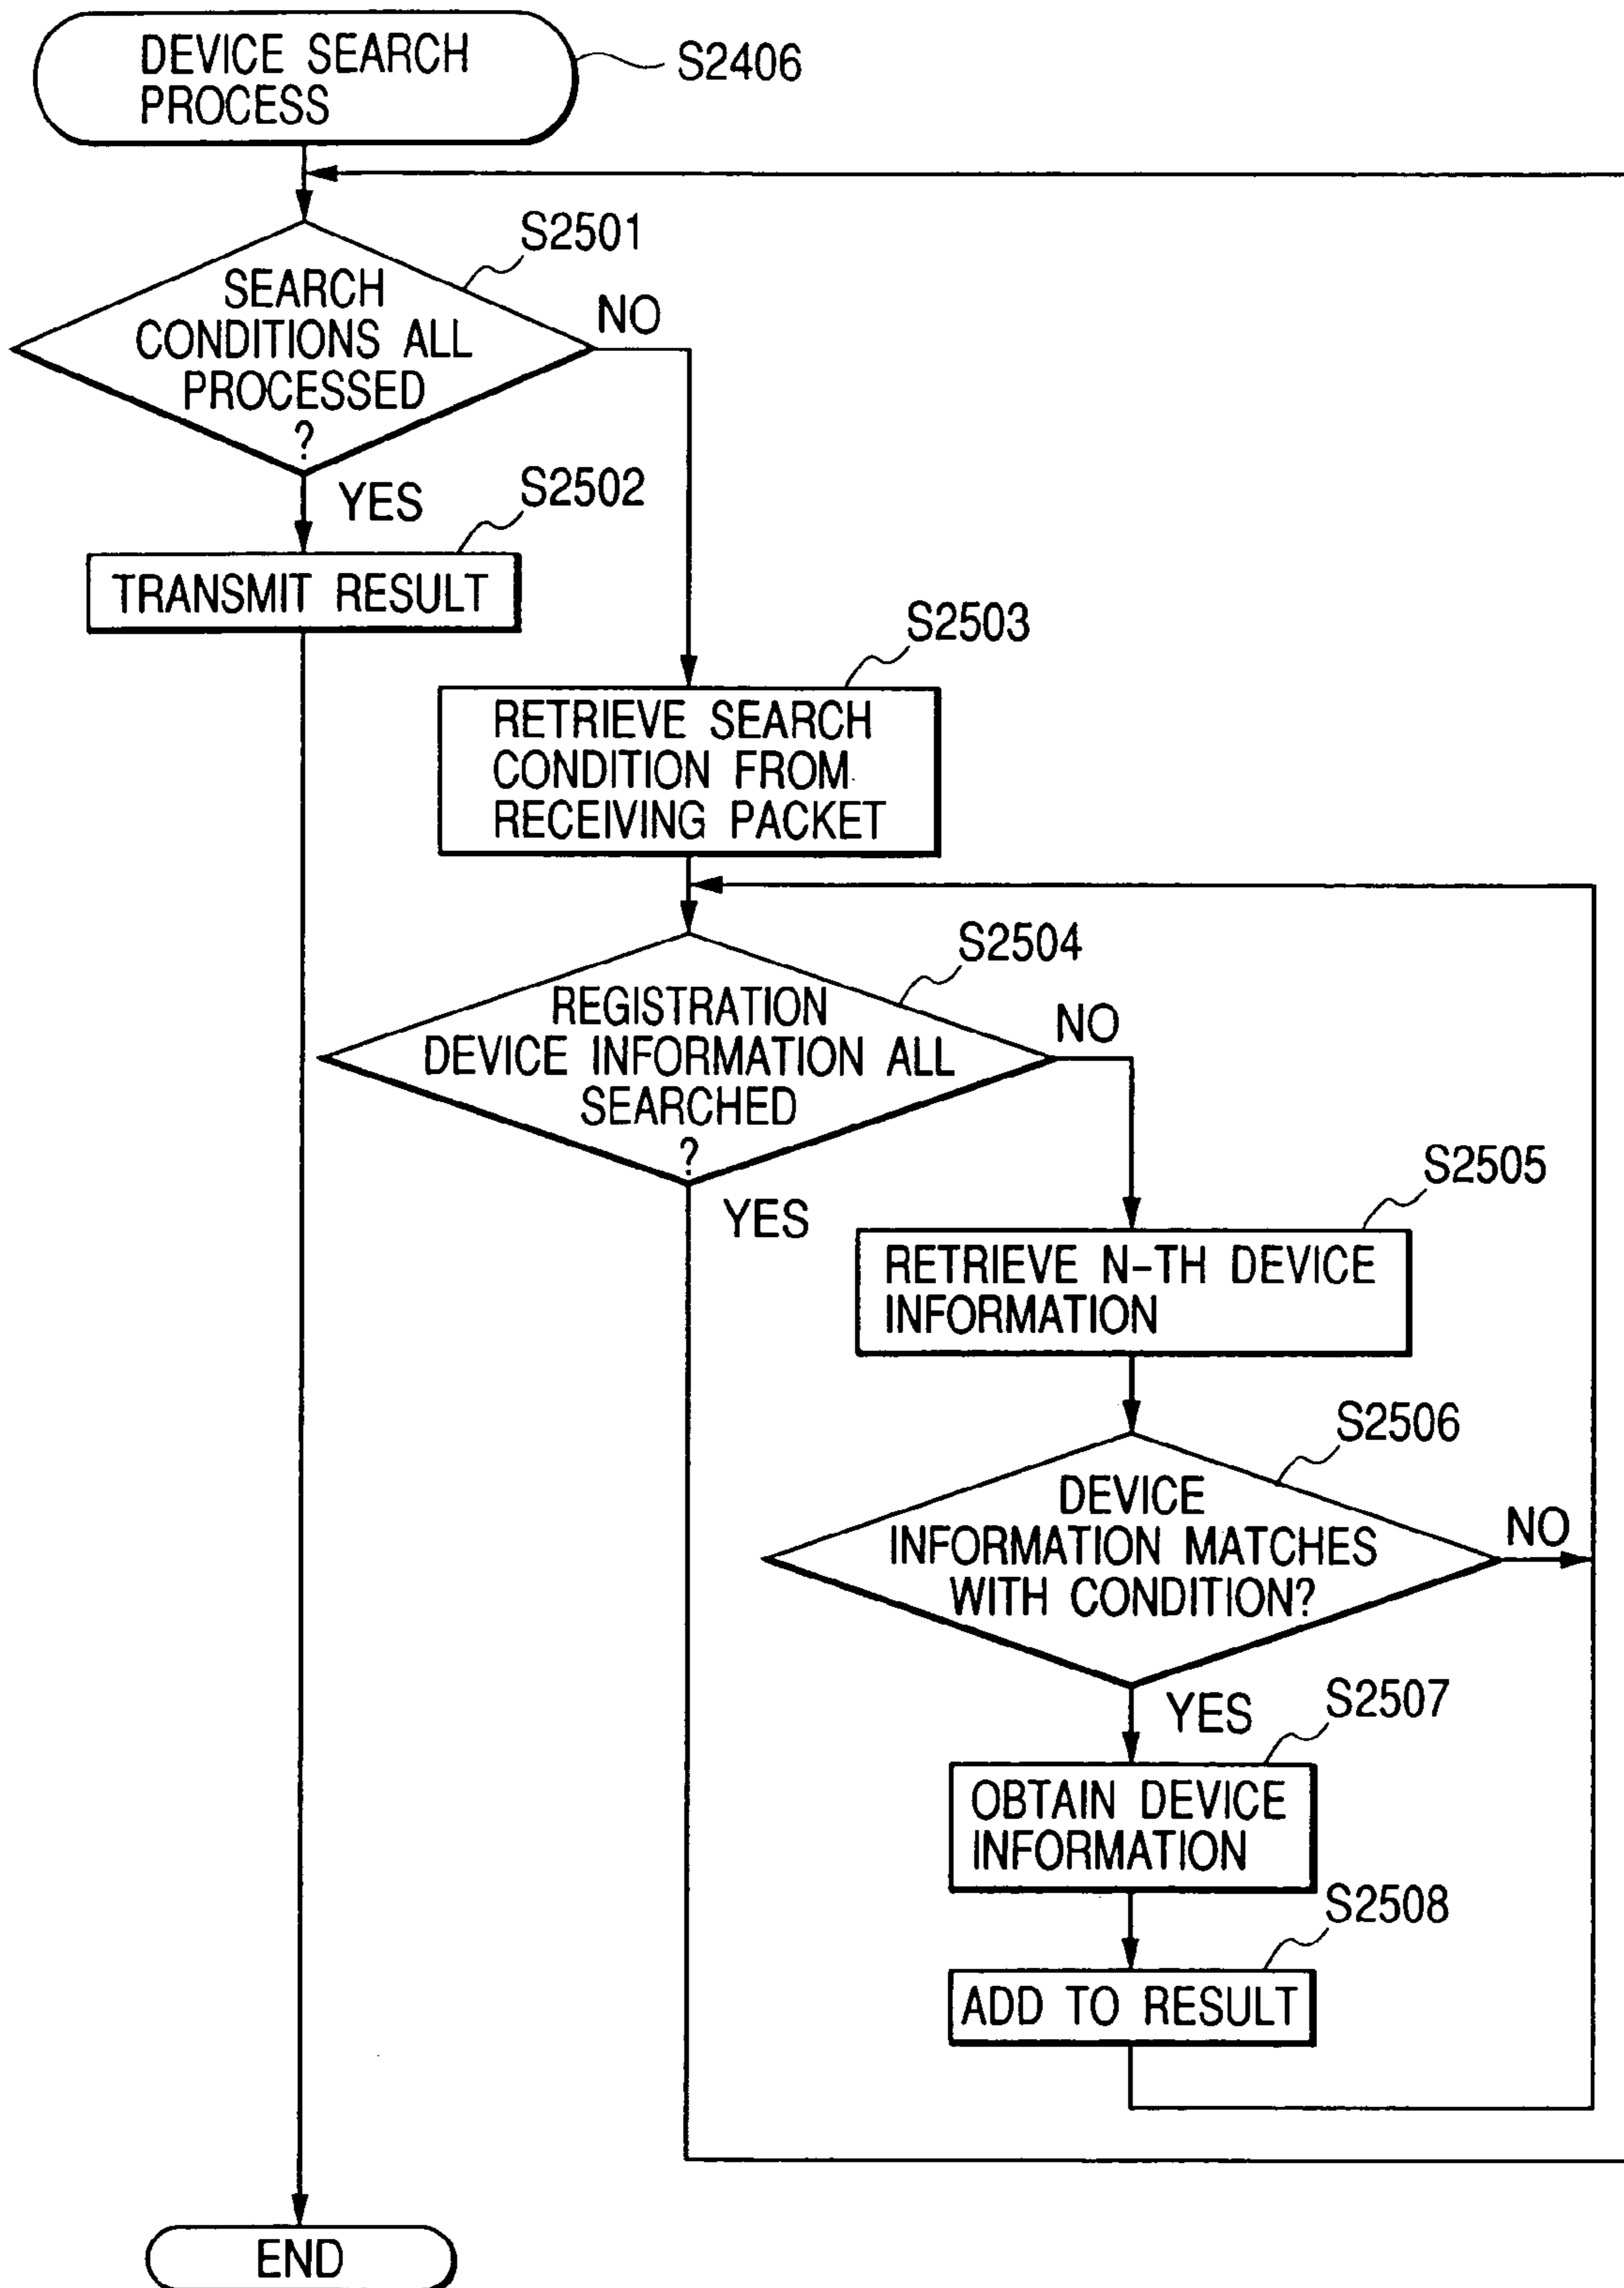 DEVICE SEARCH
PROCESS
S2406
S2501
SEARCH
CONDITIONS ALL
PROCESSED
?
NO
YES
S2502
TRANSMIT RESULT
S2503
RETRIEVE SEARCH
CONDITION FROM
RECEIVING PACKET
S2504
REGISTRATION
DEVICE INFORMATION ALL
SEARCHED
?
NO
YES
S2505
RETRIEVE N-TH DEVICE
INFORMATION
S2506
DEVICE
INFORMATION MATCHES
WITH CONDITION?
NO
YES
S2507
OBTAIN DEVICE
INFORMATION
S2508
ADD TO RESULT
END